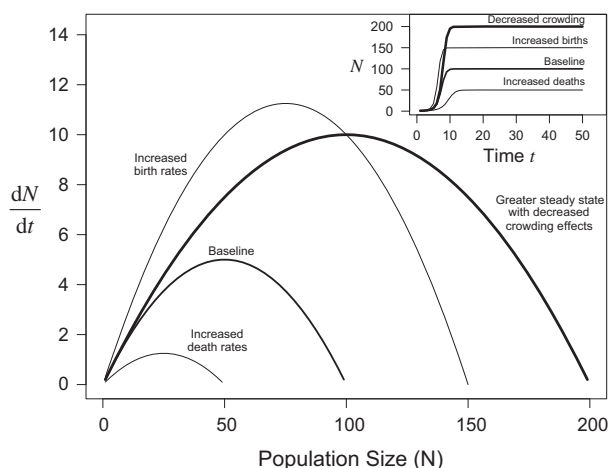 14
12
10
8
6
4
2
0
dN
dt
0
50
100
150
200
Population Size (N)
Increased
birth rates
Baseline
Increased
death rates
Greater steady state
with decreased
crowding effects
200
150
100
50
0
N
Decreased crowding
Increased births
Baseline
Increased deaths
0 10 20 30 40 50
Time t